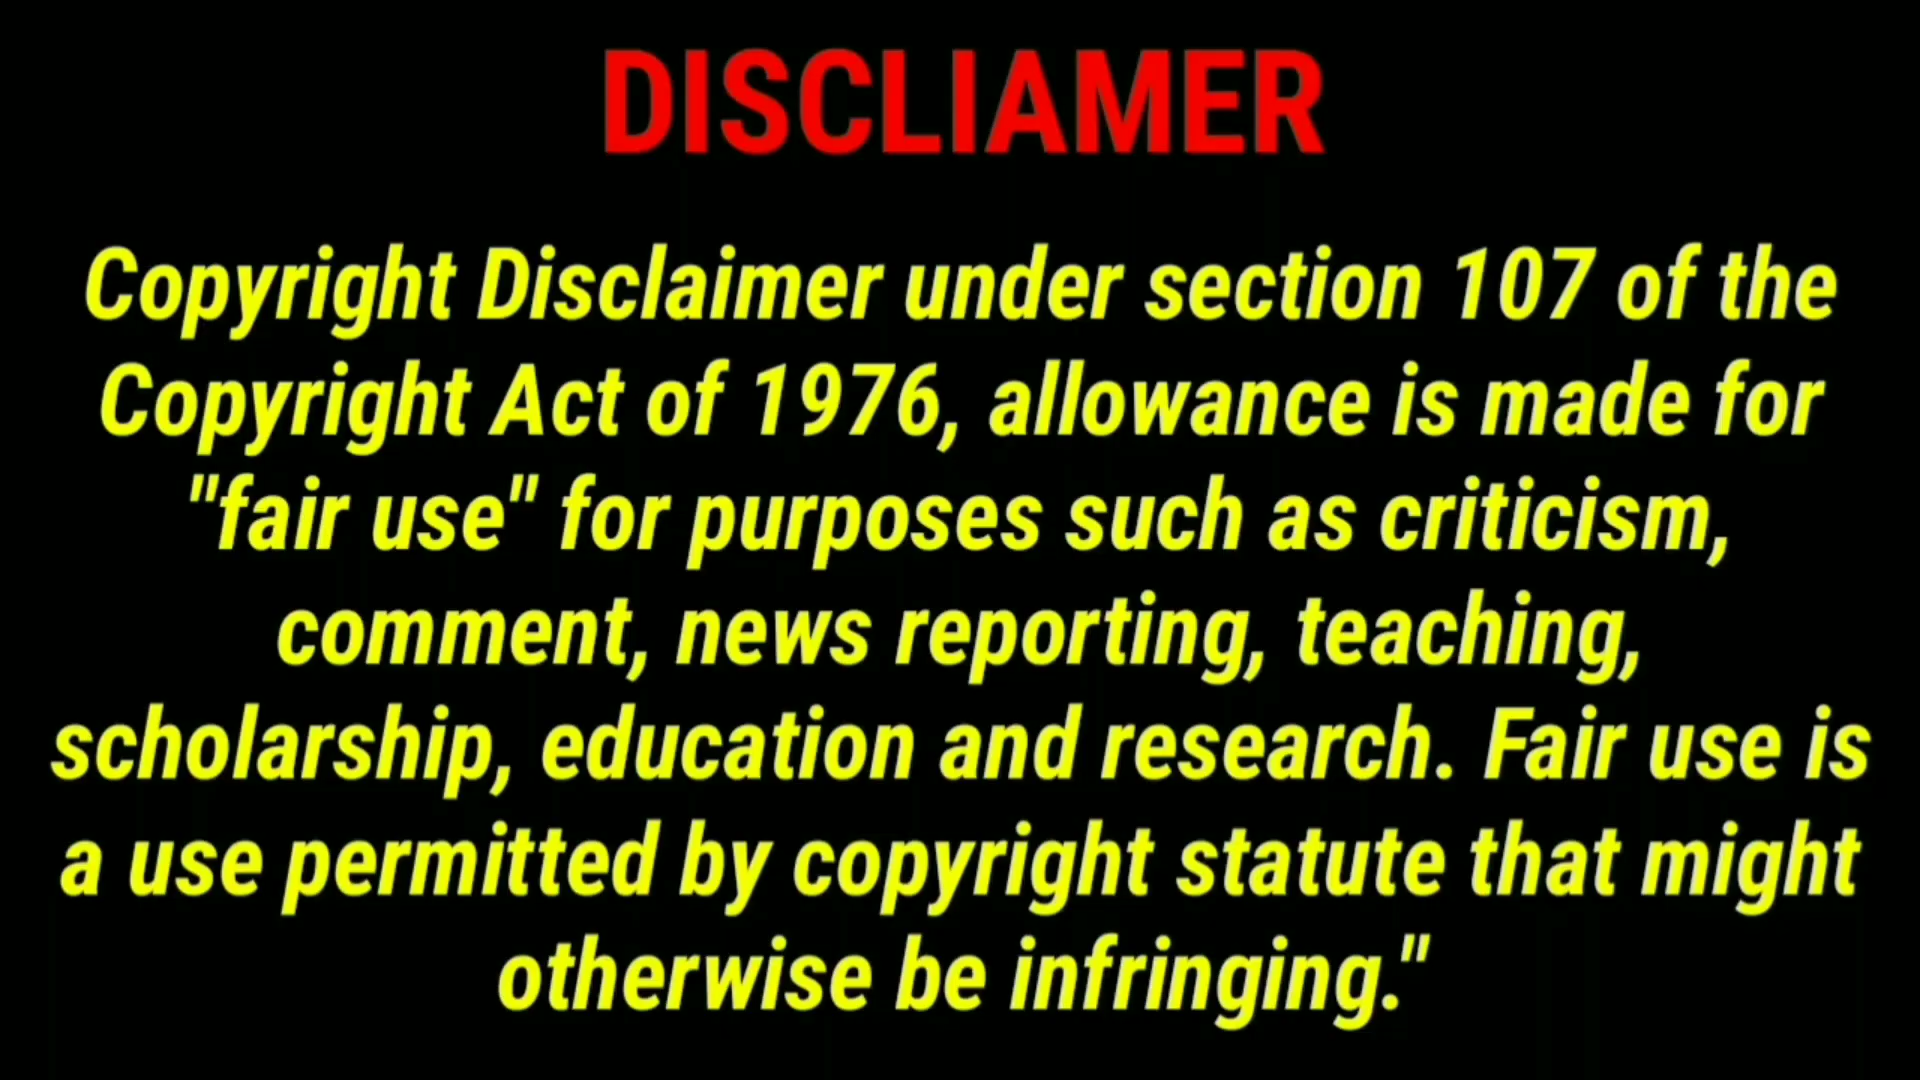 DISCLIAMER
Copyright Disclaimer under section 107 of the
Copyright Act of 1976, allowance is made for
"fair use" for purposes such as criticism,
comment, news reporting, teaching,
scholarship, education and research. Fair use is
a use permitted by copyright statute that might
otherwise be infringing."